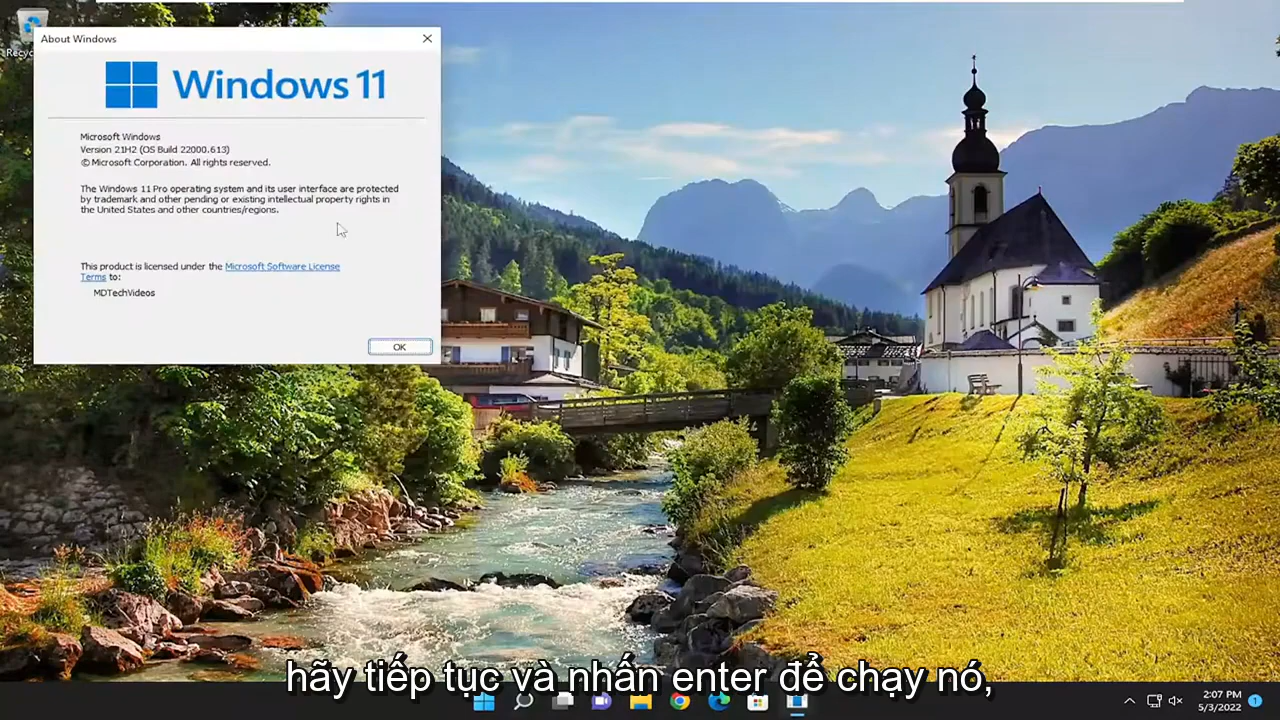 Recyc
About Windows
Windows 11
Microsoft Windows
Version 21H2 (OS Build 22000.613)
© Microsoft Corporation. All rights reserved.
The Windows 11 Pro operating system and its user interface are protected
by trademark and other pending or existing intellectual property rights in
the United States and other countries/regions.
This product is licensed under the Microsoft Software License
Terms to:
MDTechVideos
OK
hãy tiếp tục và nhấn enter để chạy nó,
2:07 PM
5/3/2022
1